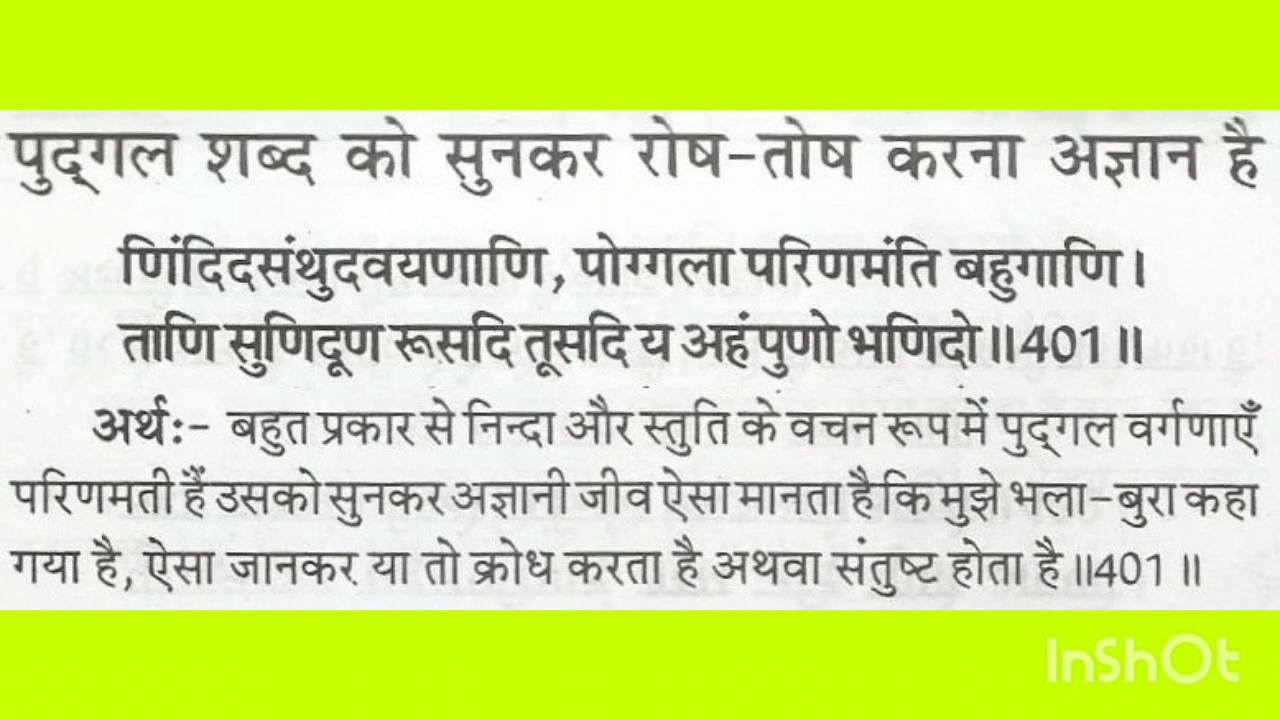 पुद्गल शब्द को सुनकर रोष-तोष करना अज्ञान है
णिंदिदसंथुदवयणाणि, पोग्गला परिणमंति बहुगाणि।
ताणि सुणिदूण रूसदि तूसदि य अहं पुणो भणिदो॥401॥
अर्थः- बहुत प्रकार से निन्दा और स्तुति के वचन रूप में पुद्गल वर्गणाएँ
परिणमती हैं उसको सुनकर अज्ञानी जीव ऐसा मानता है कि मुझे भला-बुरा कहा
गया है, ऐसा जानकर या तो क्रोध करता है अथवा संतुष्ट होता है॥401॥
InShOt